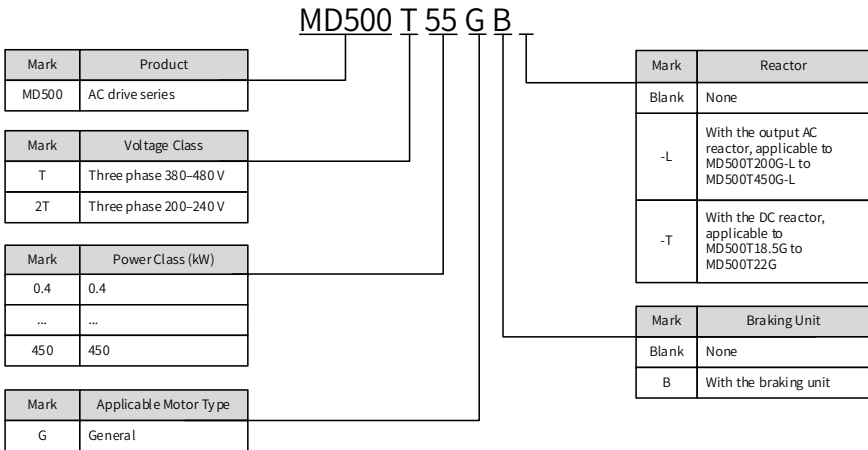 MD500 T 55 G B _
Mark Product
MD500 AC drive series
Mark Voltage Class
T Three phase 380–480 V
2T Three phase 200–240 V
Mark Power Class (kW)
0.4 0.4
... ...
450 450
Mark Applicable Motor Type
G General
Mark Reactor
Blank None
-L With the output AC
reactor, applicable to
MD500T200G-L to
MD500T450G-L
-T With the DC reactor,
applicable to
MD500T18.5G to
MD500T22G
Mark Braking Unit
Blank None
B With the braking unit